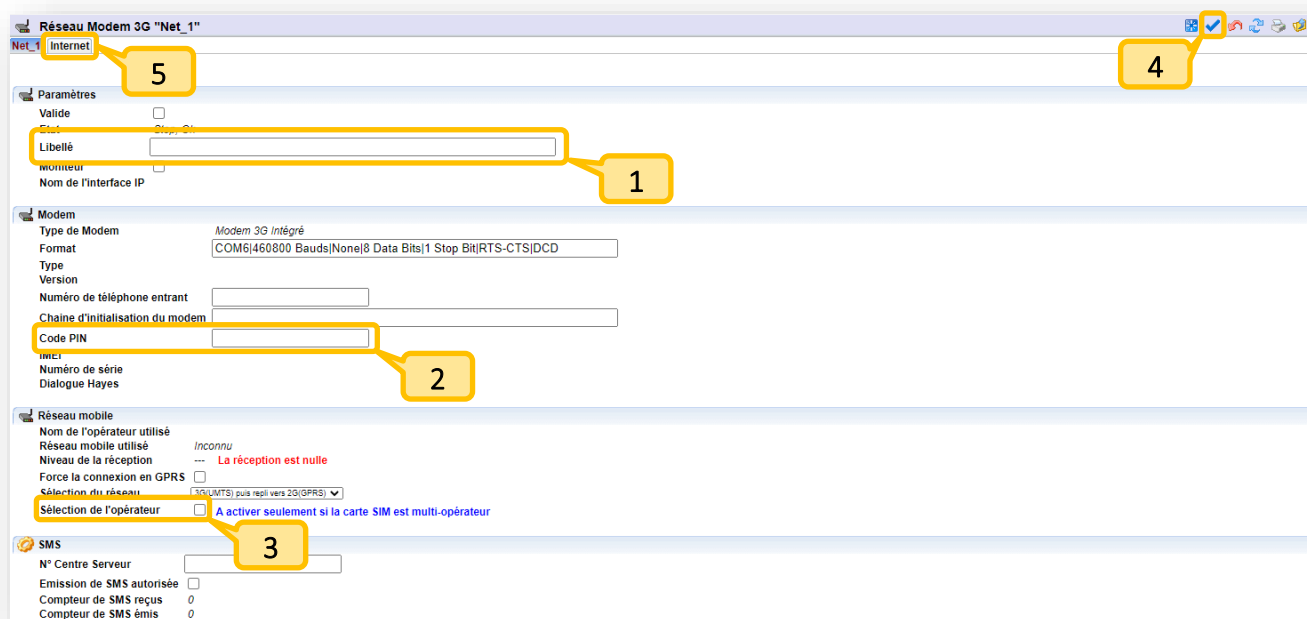 Réseau Modem 3G "Net_1"
Net_1 Internet
5
4
Paramètres
Valide
Etat Stop, Ok
Libellé
1
Moniteur
Nom de l'interface IP
Modem
Type de Modem Modem 3G Intégré
Format COM6|460800 Bauds|None|8 Data Bits|1 Stop Bit|RTS-CTS|DCD
Type
Version
Numéro de téléphone entrant
Chaine d'initialisation du modem
Code PIN
IMEI
2
Numéro de série
Dialogue Hayes
Réseau mobile
Nom de l'opérateur utilisé
Réseau mobile utilisé Inconnu
Niveau de la réception --- La réception est nulle
Force la connexion en GPRS
Sélection du réseau 3G(UMTS) puis repli vers 2G(GPRS)
Sélection de l'opérateur A activer seulement si la carte SIM est multi-opérateur
3
SMS
N° Centre Serveur
Emission de SMS autorisée
Compteur de SMS reçus 0
Compteur de SMS émis 0